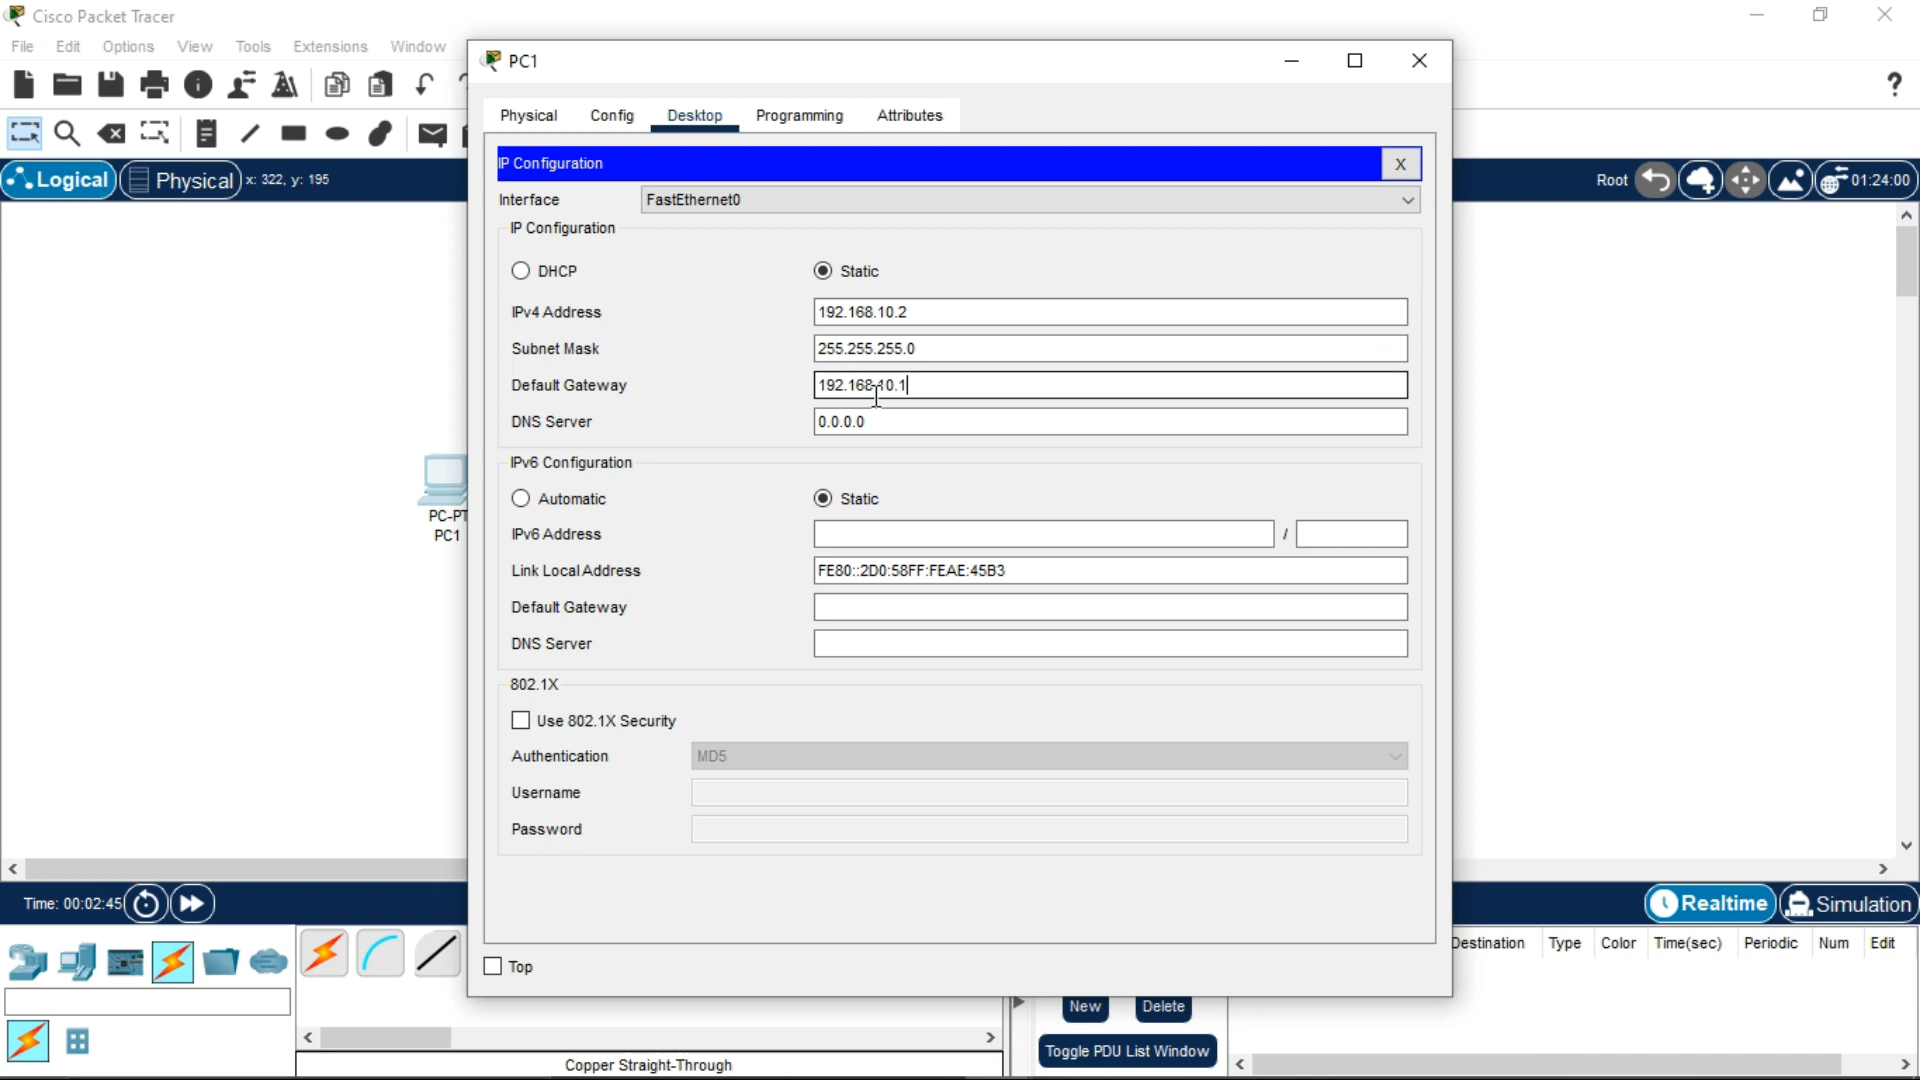 Cisco Packet Tracer
File Edit Options View Tools Extensions Window
PC1
Physical Config Desktop Programming Attributes
Logical Physical x: 322, y: 195
Root 01:24:00
IP Configuration X
Interface FastEthernet0
IP Configuration
DHCP Static
IPv4 Address 192.168.10.2
Subnet Mask 255.255.255.0
Default Gateway 192.168.10.1
DNS Server 0.0.0.0
IPv6 Configuration
Automatic Static
IPv6 Address /
Link Local Address FE80::2D0:58FF:FEAE:45B3
Default Gateway
DNS Server
802.1X
Use 802.1X Security
Authentication MD5
Username
Password
Top
PC-PT
PC1
Time: 00:02:45
Realtime Simulation
Destination Type Color Time(sec) Periodic Num Edit
New Delete
Toggle PDU List Window
Copper Straight-Through